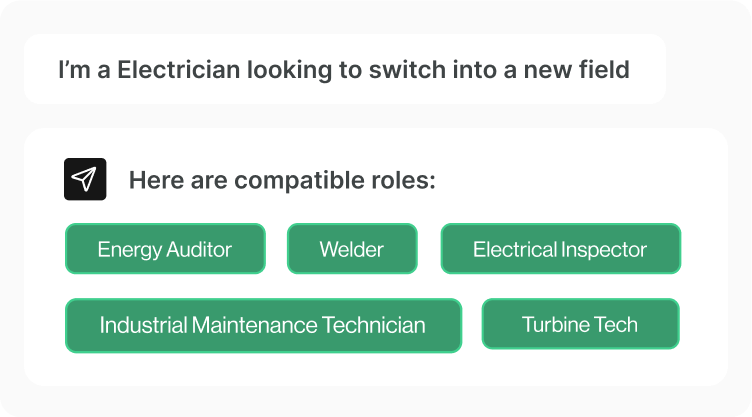 I’m a Electrician looking to switch into a new field
Here are compatible roles:
Energy Auditor Welder Electrical Inspector
Industrial Maintenance Technician Turbine Tech